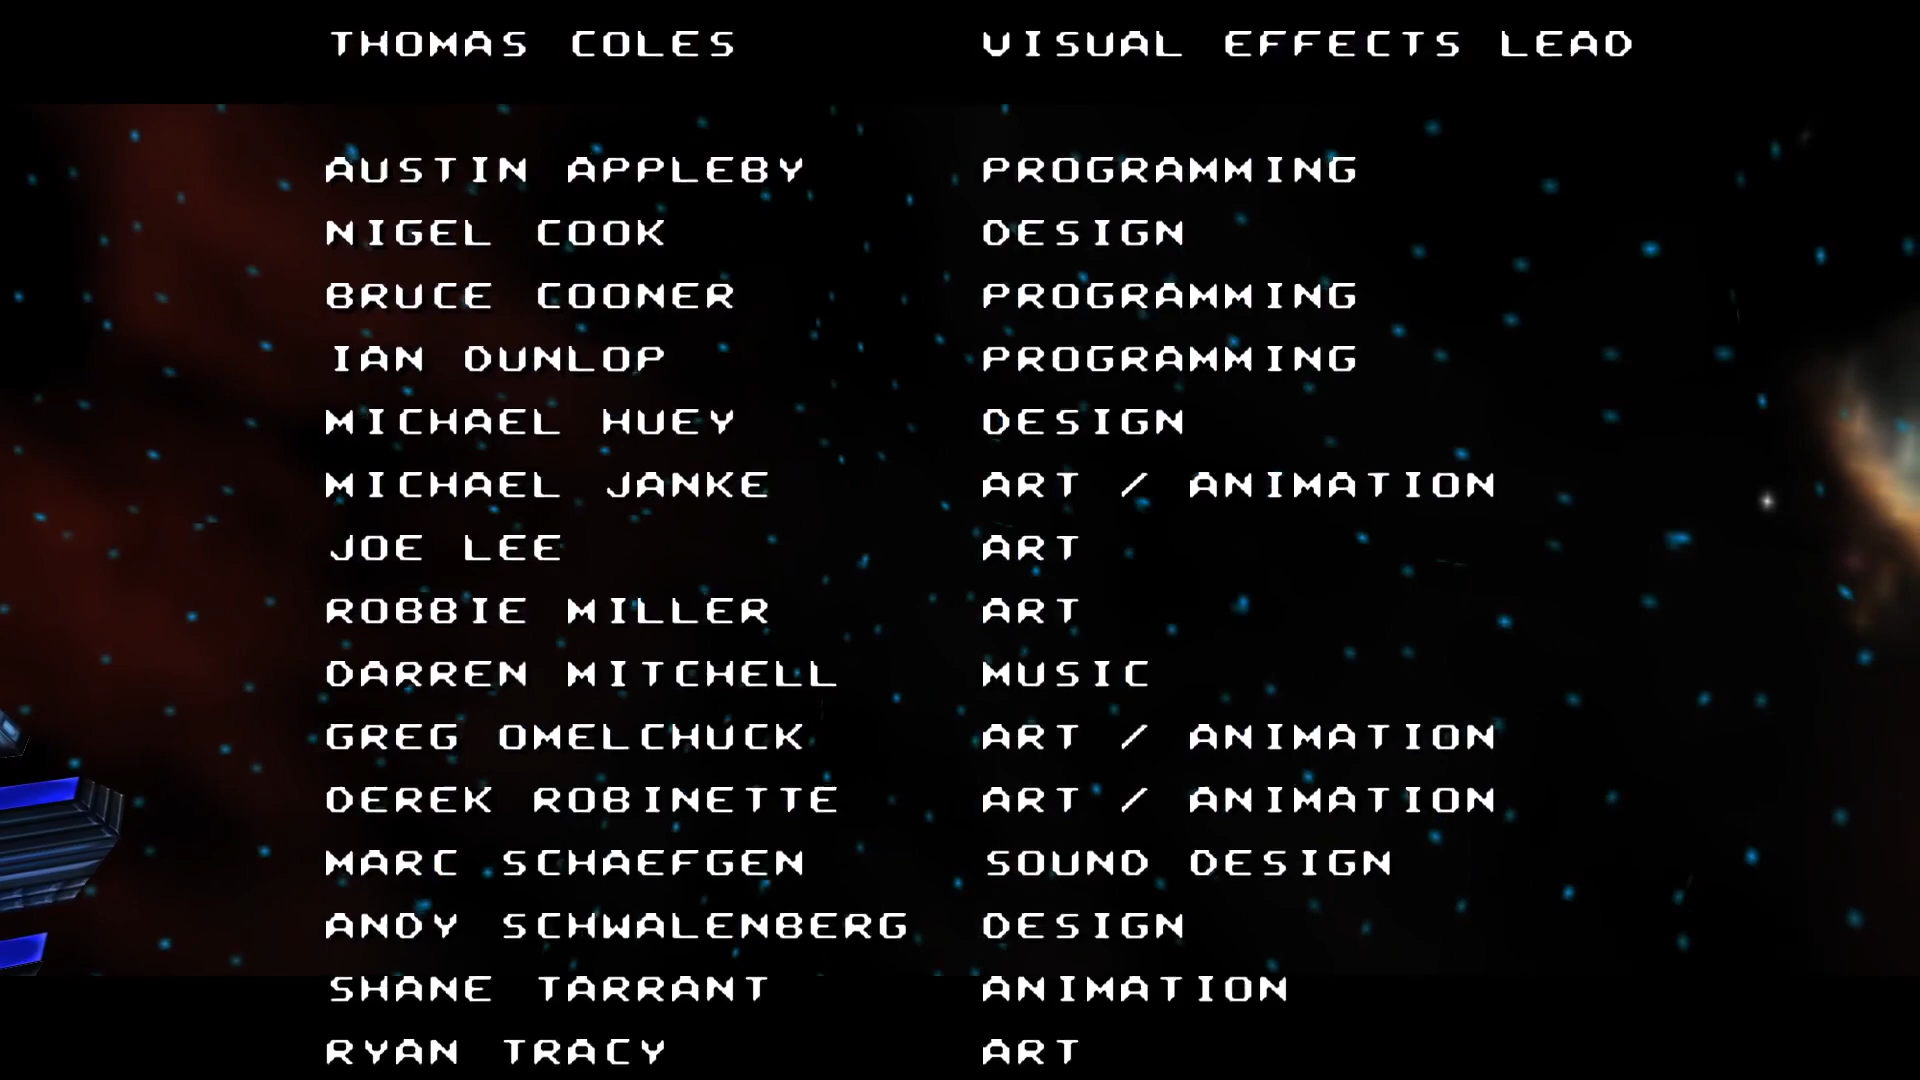 THOMAS COLES VISUAL EFFECTS LEAD
AUSTIN APPLEBY PROGRAMMING
NIGEL COOK DESIGN
BRUCE COONER PROGRAMMING
IAN DUNLOP PROGRAMMING
MICHAEL HUEY DESIGN
MICHAEL JANKE ART / ANIMATION
JOE LEE ART
ROBBIE MILLER ART
DARREN MITCHELL MUSIC
GREG OMELCHUCK ART / ANIMATION
DEREK ROBINETTE ART / ANIMATION
MARC SCHAEFGEN SOUND DESIGN
ANDY SCHWALENBERG DESIGN
SHANE TARRANT ANIMATION
RYAN TRACY ART